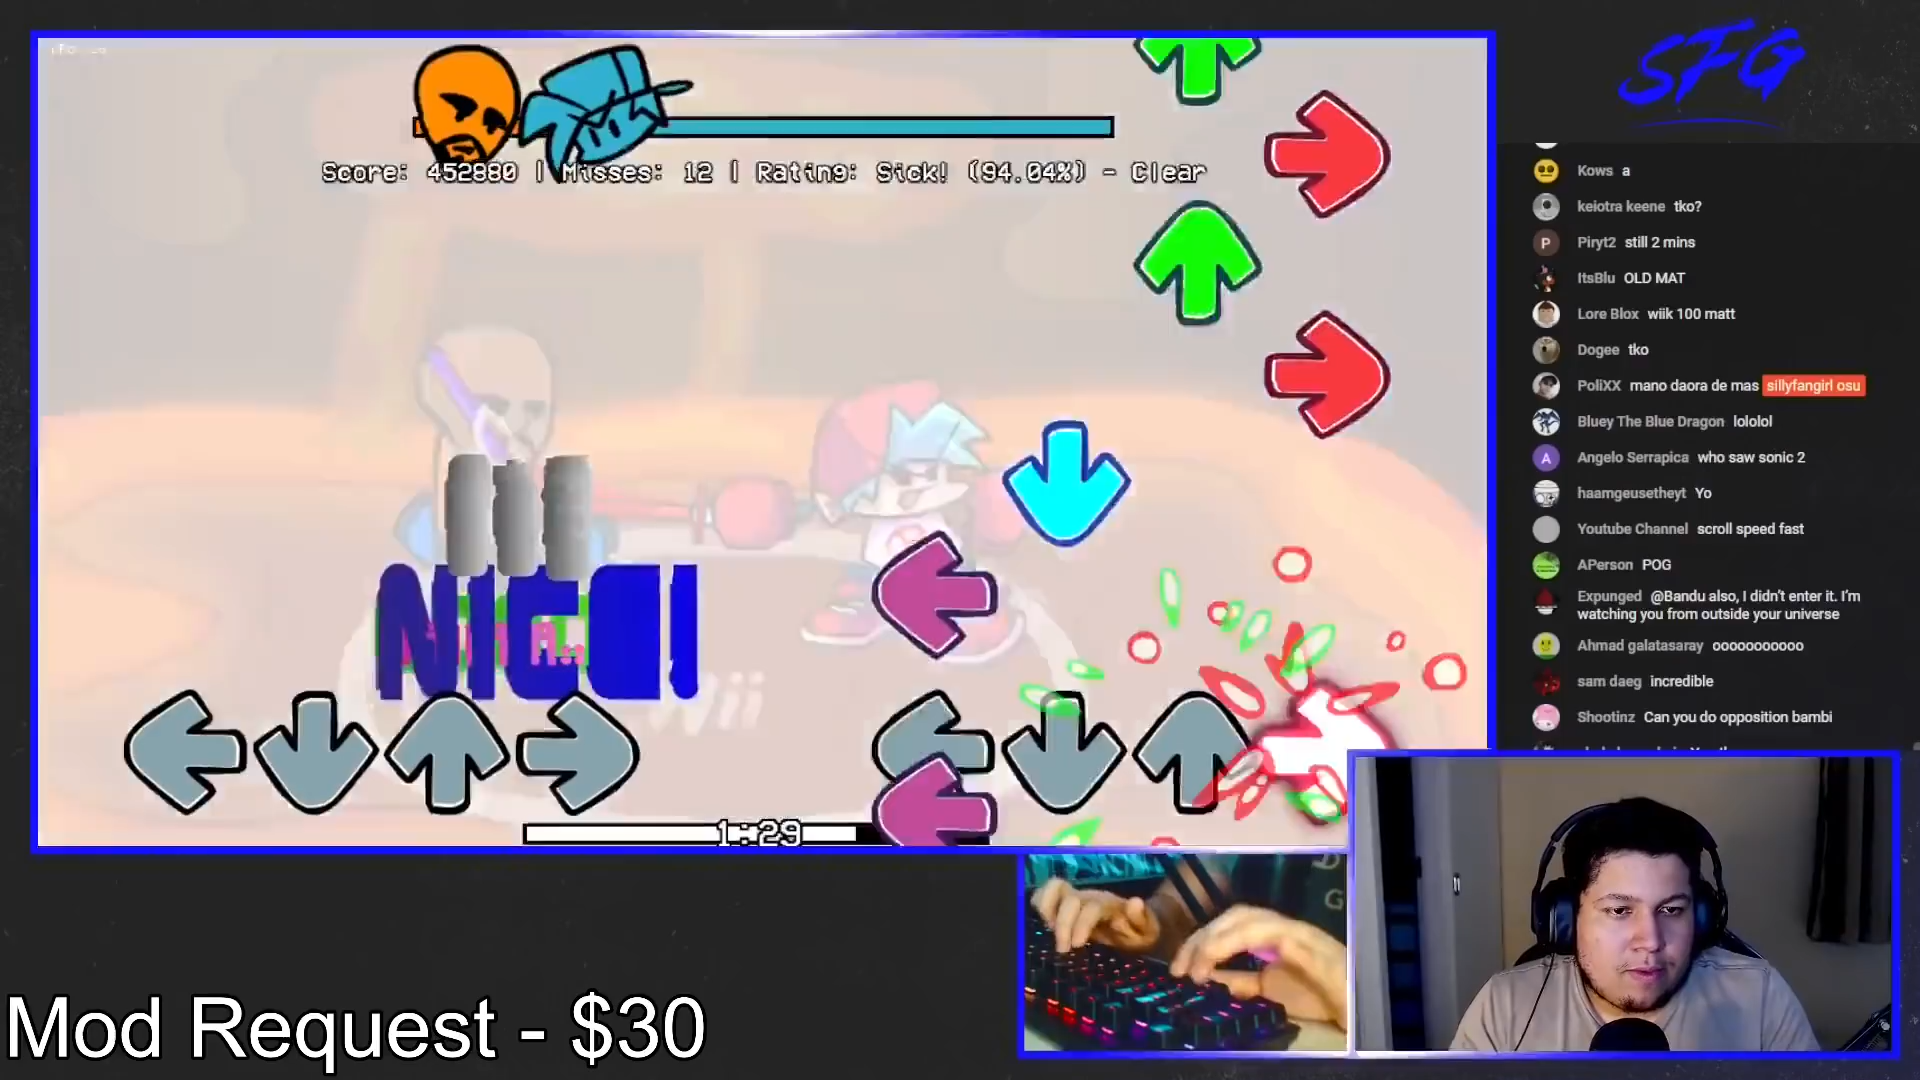 SFG
Score: 452880 | Misses: 12 | Rating: Sick! (94.04%) - Clear
Kows a
keiotra keene tko?
P Piryt2 still 2 mins
ItsBlu OLD MAT
Lore Blox wiik 100 matt
Dogee tko
PoliXX mano daora de mas sillyfangirl osu
Bluey The Blue Dragon lololol
A Angelo Serrapica who saw sonic 2
haamgeusetheyt Yo
Youtube Channel scroll speed fast
APerson POG
Expunged @Bandu also, I didn't enter it. I'm
watching you from outside your universe
Ahmad galatasaray ooooooooooo
sam daeg incredible
Shootinz Can you do opposition bambi
Wii
1:29
Mod Request - $30